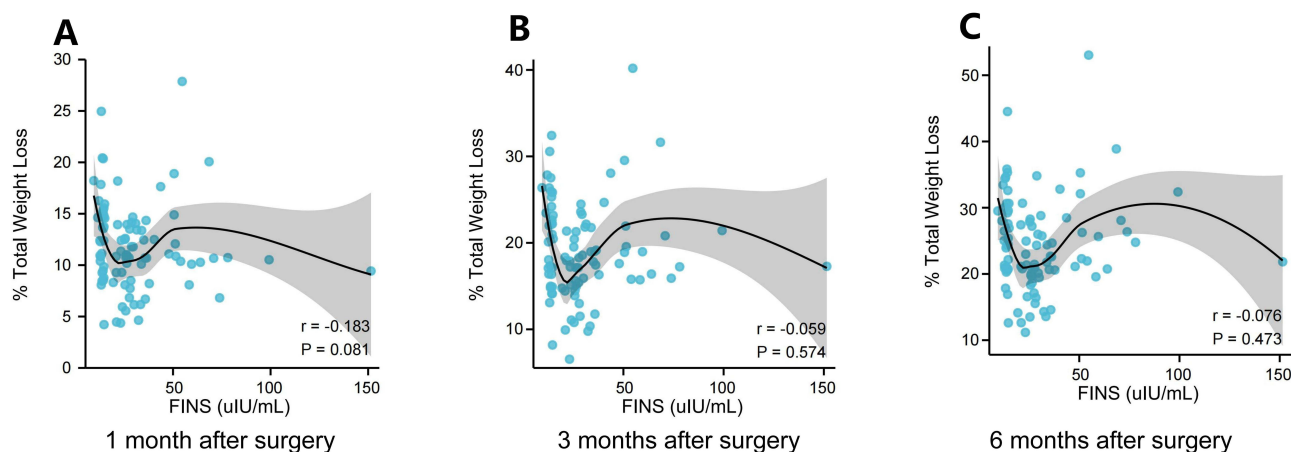 A
% Total Weight Loss
30
25
20
15
10
5
0
50
100
150
r = -0.183
P = 0.081
FINS (uIU/mL)
1 month after surgery
B
% Total Weight Loss
40
30
20
10
50
100
150
r = -0.059
P = 0.574
FINS (uIU/mL)
3 months after surgery
C
% Total Weight Loss
50
40
30
20
10
50
100
150
r = -0.076
P = 0.473
FINS (uIU/mL)
6 months after surgery